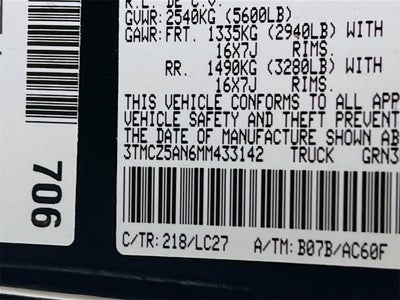 R.L. DE C.V.
GVWR: 2540KG (5600LB)
GAWR: FRT. 1335KG (2940LB) WITH
16X7J RIMS.
RR. 1490KG (3280LB) WITH
16X7J RIMS.
THIS VEHICLE CONFORMS TO ALL APP
VEHICLE SAFETY AND THEFT PREVENT
THE DATE OF MANUFACTURE SHOWN AB
3TMCZ5AN6MM433142 TRUCK GRN3
C/TR: 218/LC27 A/TM: B07B/AC60F
706